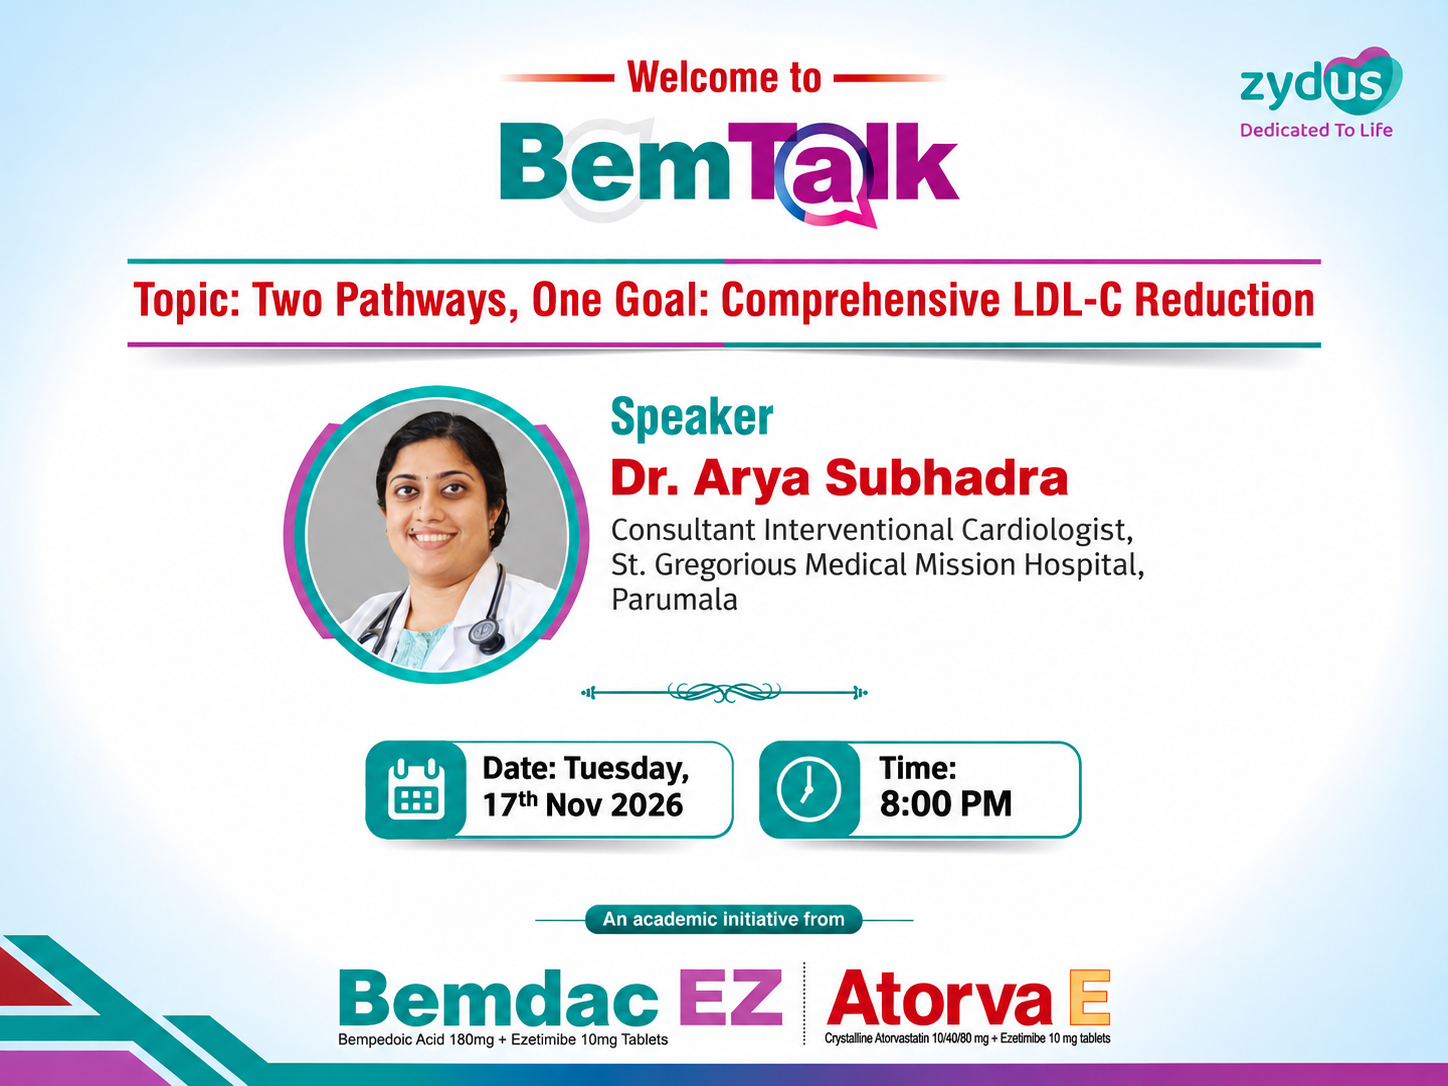 Welcome to
BemTalk
zydus
Dedicated To Life
Topic: Two Pathways, One Goal: Comprehensive LDL-C Reduction
Speaker
Dr. Arya Subhadra
Consultant Interventional Cardiologist,
St. Gregorious Medical Mission Hospital,
Parumala
Date: Tuesday,
17th Nov 2026
Time:
8:00 PM
An academic initiative from
Bemdac EZ
Bempedoic Acid 180mg + Ezetimibe 10mg Tablets
Atorva E
Crystalline Atorvastatin 10/40/80 mg + Ezetimibe 10 mg tablets